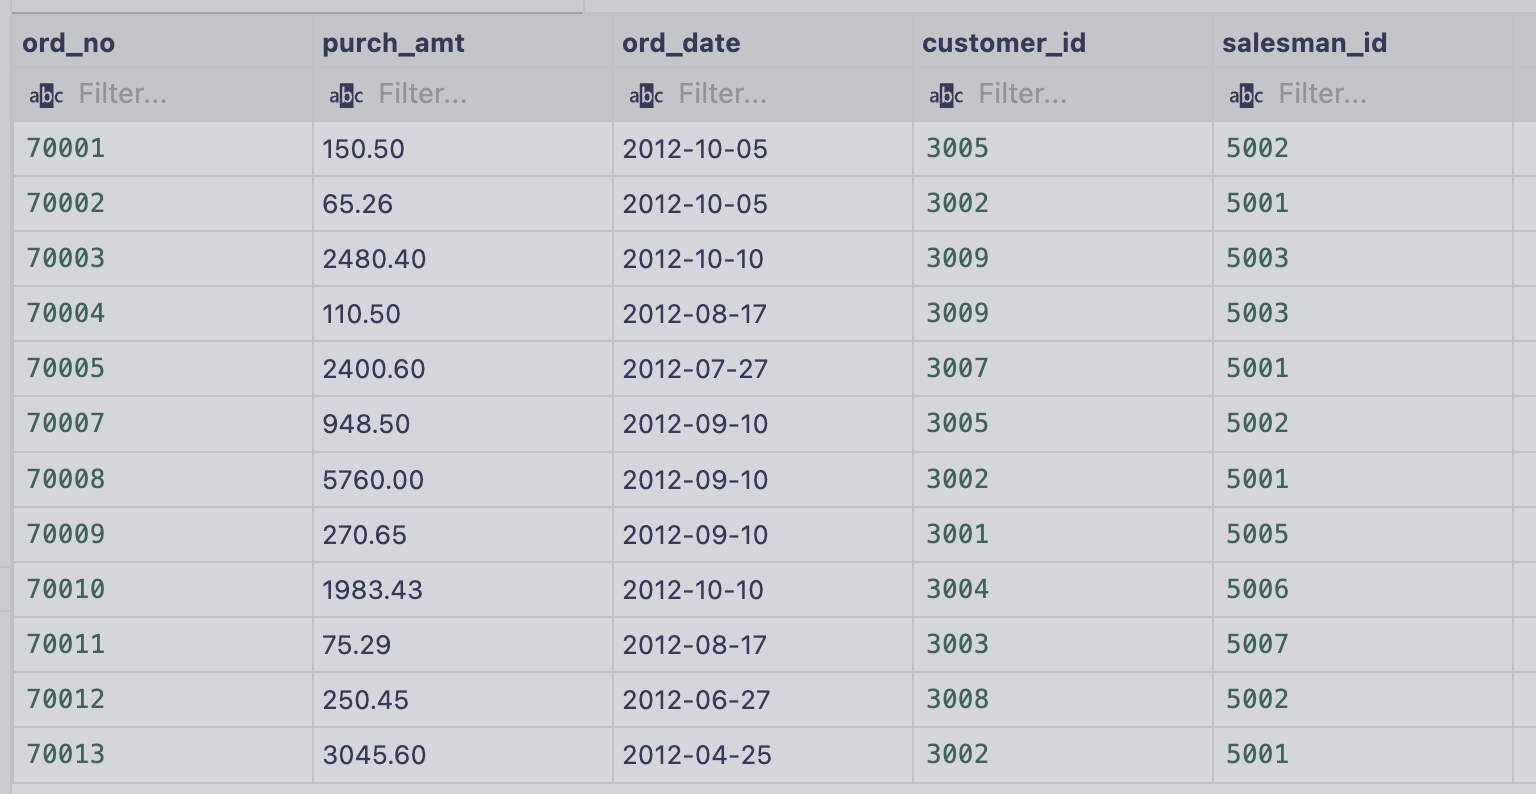 ord_no purch_amt ord_date customer_id salesman_id
abc Filter... abc Filter... abc Filter... abc Filter... abc Filter...
70001 150.50 2012-10-05 3005 5002
70002 65.26 2012-10-05 3002 5001
70003 2480.40 2012-10-10 3009 5003
70004 110.50 2012-08-17 3009 5003
70005 2400.60 2012-07-27 3007 5001
70007 948.50 2012-09-10 3005 5002
70008 5760.00 2012-09-10 3002 5001
70009 270.65 2012-09-10 3001 5005
70010 1983.43 2012-10-10 3004 5006
70011 75.29 2012-08-17 3003 5007
70012 250.45 2012-06-27 3008 5002
70013 3045.60 2012-04-25 3002 5001